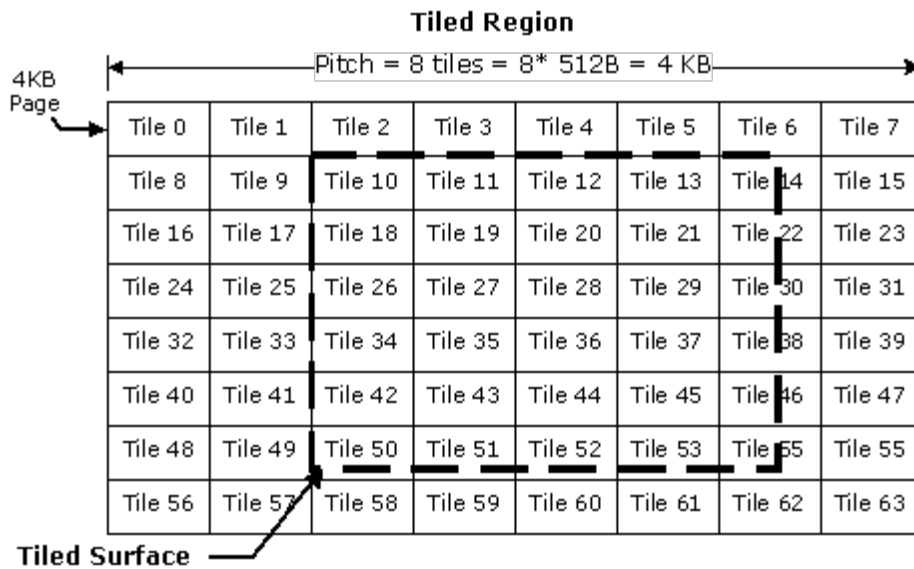 Tiled Region
Pitch = 8 tiles = 8* 512B = 4 KB
4KB
Page
Tile 0 Tile 1 Tile 2 Tile 3 Tile 4 Tile 5 Tile 6 Tile 7
Tile 8 Tile 9 Tile 10 Tile 11 Tile 12 Tile 13 Tile 14 Tile 15
Tile 16 Tile 17 Tile 18 Tile 19 Tile 20 Tile 21 Tile 22 Tile 23
Tile 24 Tile 25 Tile 26 Tile 27 Tile 28 Tile 29 Tile 30 Tile 31
Tile 32 Tile 33 Tile 34 Tile 35 Tile 36 Tile 37 Tile 38 Tile 39
Tile 40 Tile 41 Tile 42 Tile 43 Tile 44 Tile 45 Tile 46 Tile 47
Tile 48 Tile 49 Tile 50 Tile 51 Tile 52 Tile 53 Tile 55 Tile 55
Tile 56 Tile 57 Tile 58 Tile 59 Tile 60 Tile 61 Tile 62 Tile 63
Tiled Surface